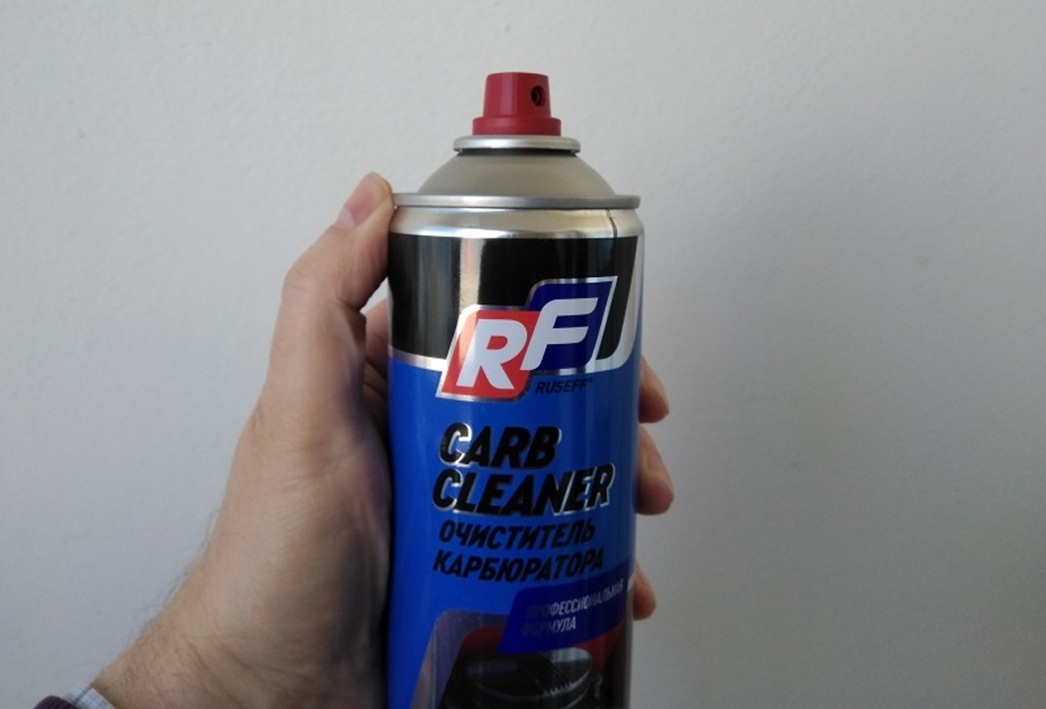 RF
RUSEFF®
CARB
CLEANER
ОЧИСТИТЕЛЬ
КАРБЮРАТОРА
ПРОФЕССИОНАЛЬНАЯ
ФОРМУЛА